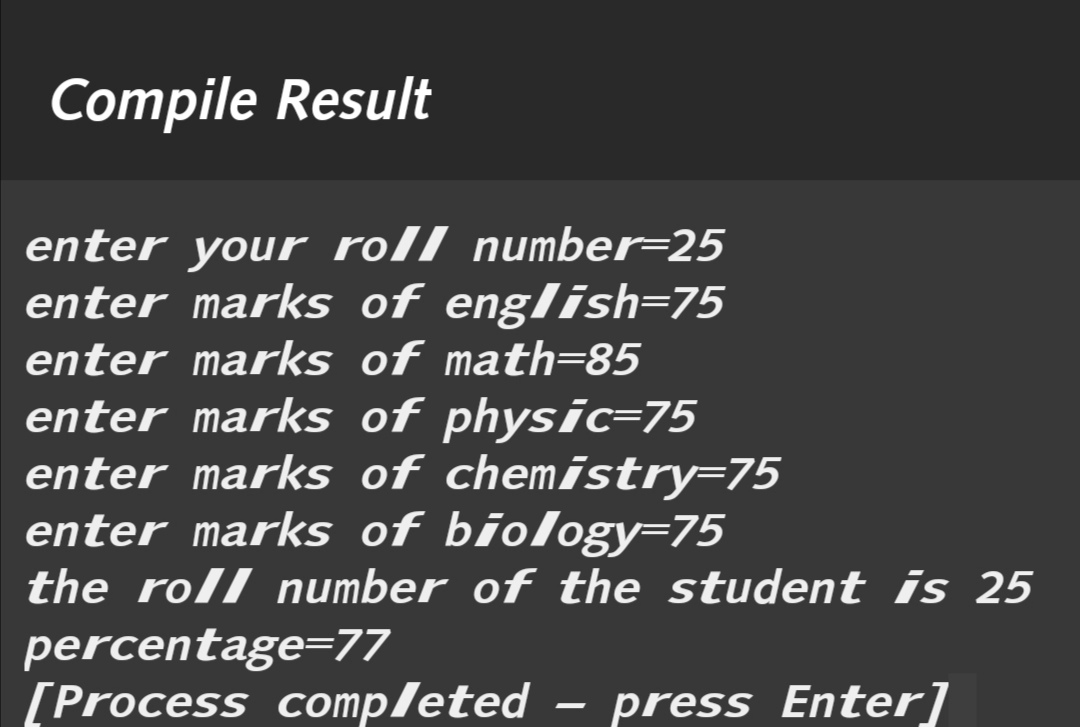 Compile Result
enter your roll number=25
enter marks of english=75
enter marks of math=85
enter marks of physic=75
enter marks of chemistry=75
enter marks of biology=75
the roll number of the student is 25
percentage=77
[Process completed – press Enter]